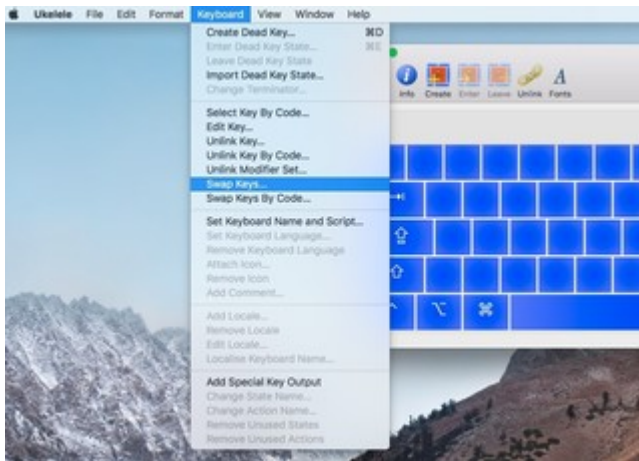 Ukelele File Edit Format Keyboard View Window Help
Create Dead Key... ⌘D
Enter Dead Key State... ⌘E
Leave Dead Key State
Import Dead Key State...
Change Terminator...
Select Key By Code...
Edit Key...
Unlink Key...
Unlink Key By Code...
Unlink Modifier Set...
Swap Keys...
Swap Keys By Code...
Set Keyboard Name and Script...
Set Keyboard Language...
Remove Keyboard Language
Attach Icon...
Remove Icon
Add Comment...
Add Locale...
Remove Locale
Edit Locale...
Localise Keyboard Name...
Add Special Key Output
Change State Name...
Change Action Name...
Remove Unused States
Remove Unused Actions
Info Create Enter Leave Unlink Fonts